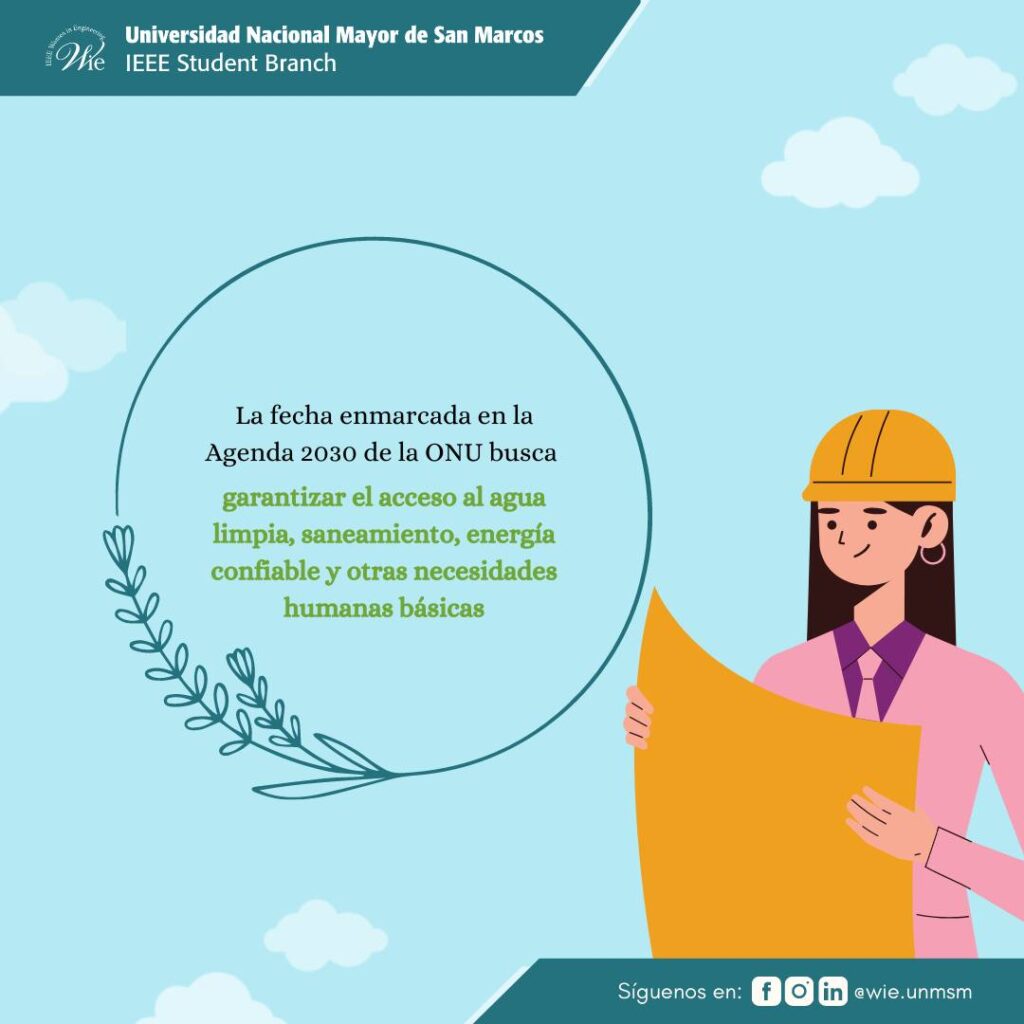 IEEE Women in Engineering
WIE
Universidad Nacional Mayor de San Marcos
IEEE Student Branch
La fecha enmarcada en la
Agenda 2030 de la ONU busca
garantizar el acceso al agua
limpia, saneamiento, energía
confiable y otras necesidades
humanas básicas
Síguenos en: @wie.unmsm